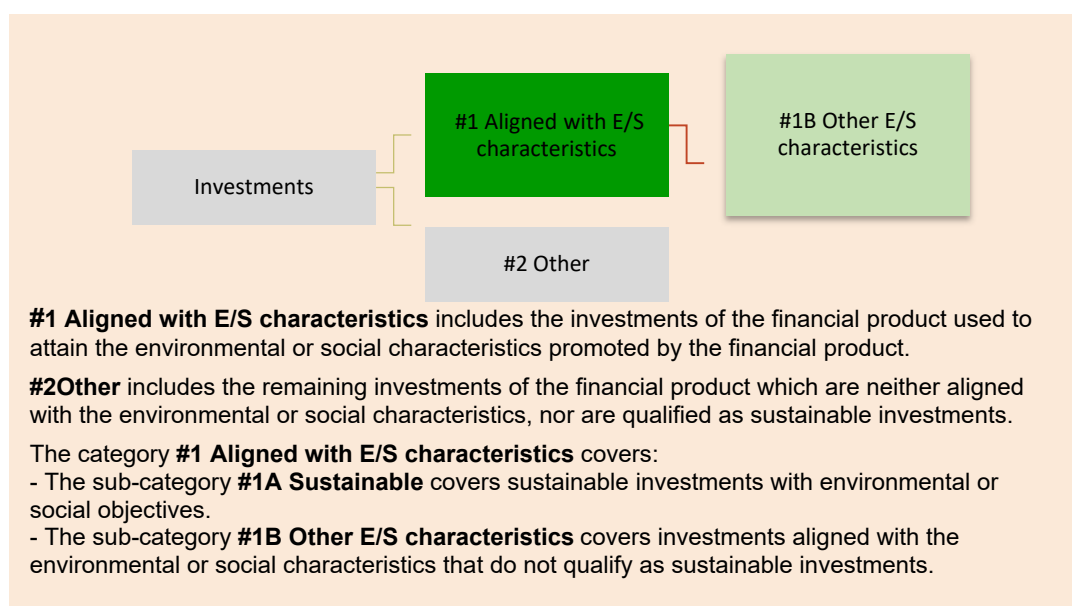 #1 Aligned with E/S
characteristics
#1B Other E/S
characteristics
Investments
#2 Other
#1 Aligned with E/S characteristics includes the investments of the financial product used to
attain the environmental or social characteristics promoted by the financial product.
#2Other includes the remaining investments of the financial product which are neither aligned
with the environmental or social characteristics, nor are qualified as sustainable investments.
The category #1 Aligned with E/S characteristics covers:
- The sub-category #1A Sustainable covers sustainable investments with environmental or
social objectives.
- The sub-category #1B Other E/S characteristics covers investments aligned with the
environmental or social characteristics that do not qualify as sustainable investments.